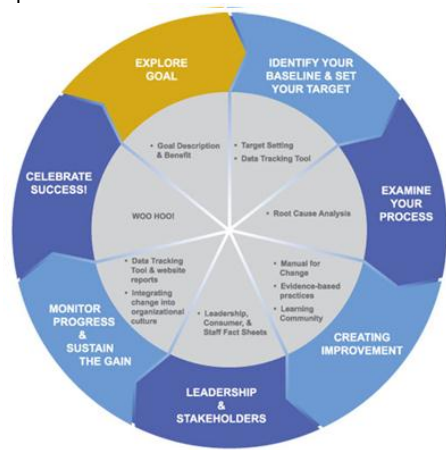 EXPLORE
GOAL
IDENTIFY YOUR
BASELINE & SET
YOUR TARGET
EXAMINE
YOUR
PROCESS
CREATING
IMPROVEMENT
LEADERSHIP
&
STAKEHOLDERS
MONITOR
PROGRESS
&
SUSTAIN
THE GAIN
CELEBRATE
SUCCESS!
• Goal Description
& Benefit
• Target Setting
• Data Tracking Tool
• Root Cause Analysis
• Manual for
Change
• Evidence-based
practices
• Learning
Community
• Leadership,
Consumer, &
Staff Fact Sheets
• Data Tracking
Tool & website
reports
• Integrating
change into
organizational
culture
WOO HOO!